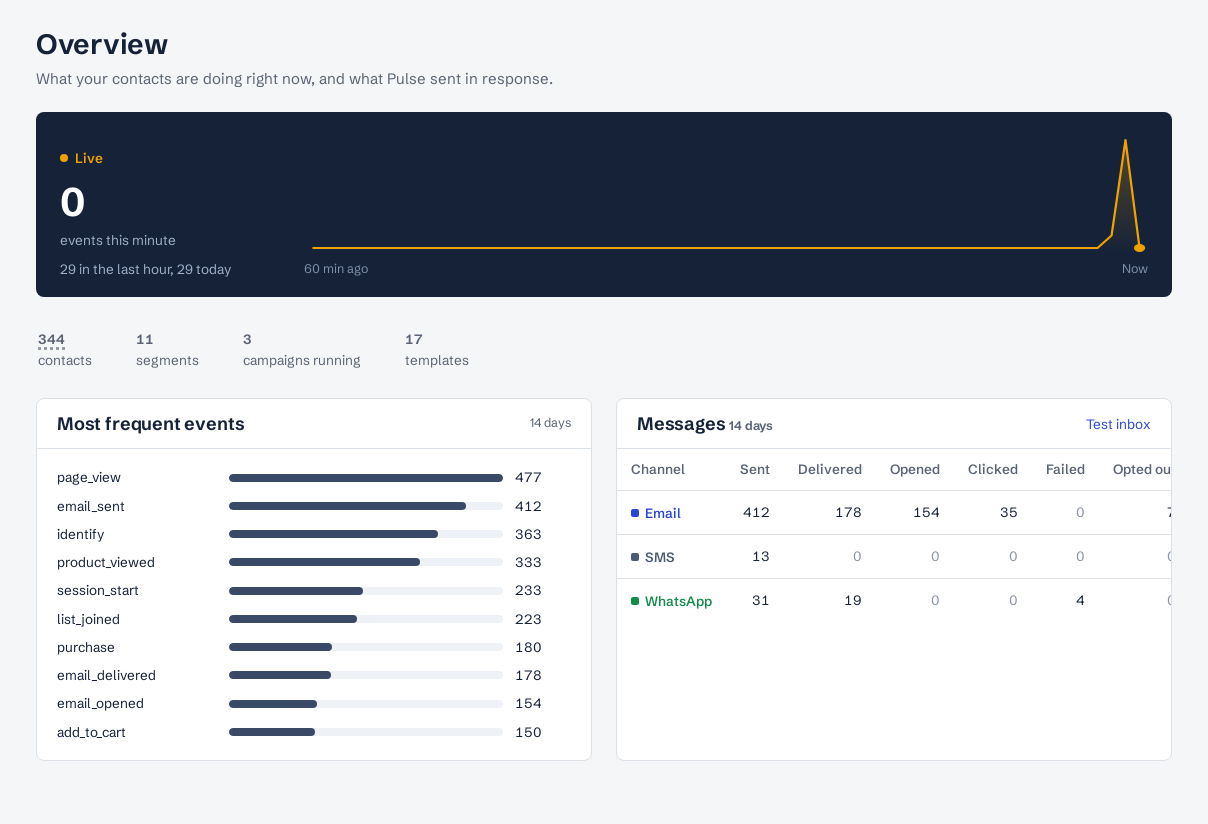 Overview
What your contacts are doing right now, and what Pulse sent in response.
Live
0
events this minute
29 in the last hour, 29 today
60 min ago Now
344 11 3 17
contacts segments campaigns running templates
Most frequent events 14 days
page_view 477
email_sent 412
identify 363
product_viewed 333
session_start 233
list_joined 223
purchase 180
email_delivered 178
email_opened 154
add_to_cart 150
Messages 14 days Test inbox
Channel Sent Delivered Opened Clicked Failed Opted
Email 412 178 154 35 0
SMS 13 0 0 0 0
WhatsApp 31 19 0 0 4